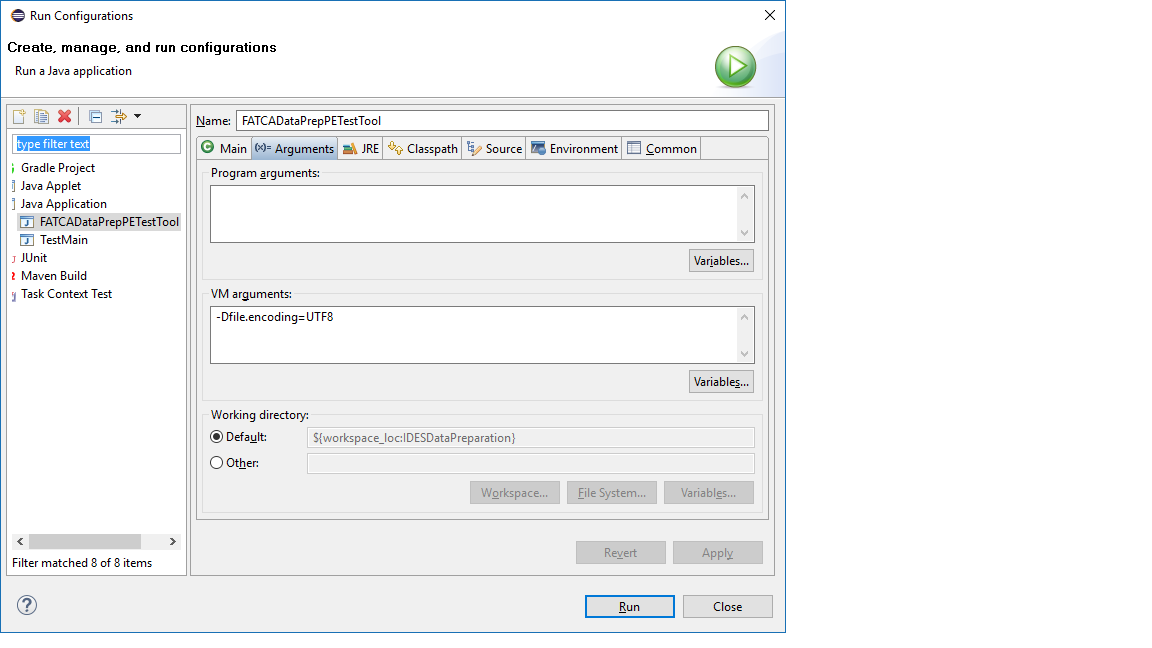 Run Configurations
Create, manage, and run configurations
Run a Java application
type filter text
Gradle Project
Java Applet
Java Application
FATCADataPrepPETestTool
TestMain
JUnit
Maven Build
Task Context Test
Filter matched 8 of 8 items
Name: FATCADataPrepPETestTool
Main (x)= Arguments JRE Classpath Source Environment Common
Program arguments:
Variables...
VM arguments:
-Dfile.encoding=UTF8
Variables...
Working directory:
Default: ${workspace_loc:IDESDataPreparation}
Other:
Workspace... File System... Variables...
Revert Apply
Run Close